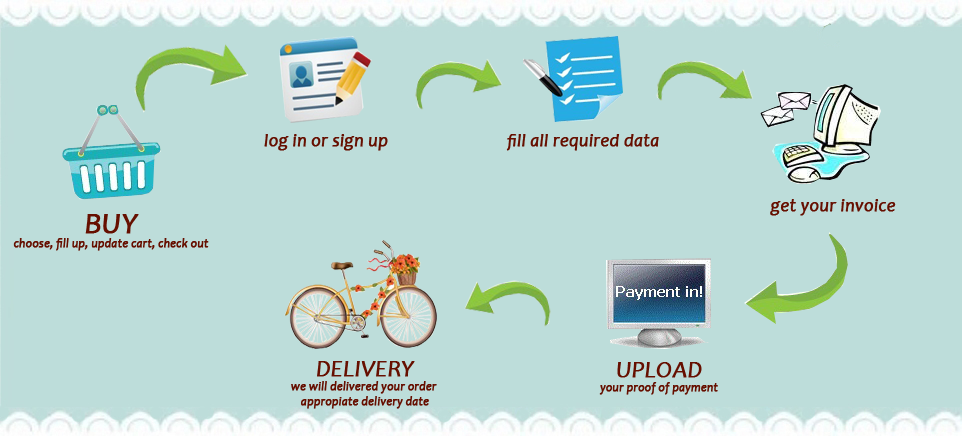 BUY
choose, fill up, update cart, check out
log in or sign up
fill all required data
get your invoice
Payment in!
UPLOAD
your proof of payment
DELIVERY
we will delivered your order
appropiate delivery date